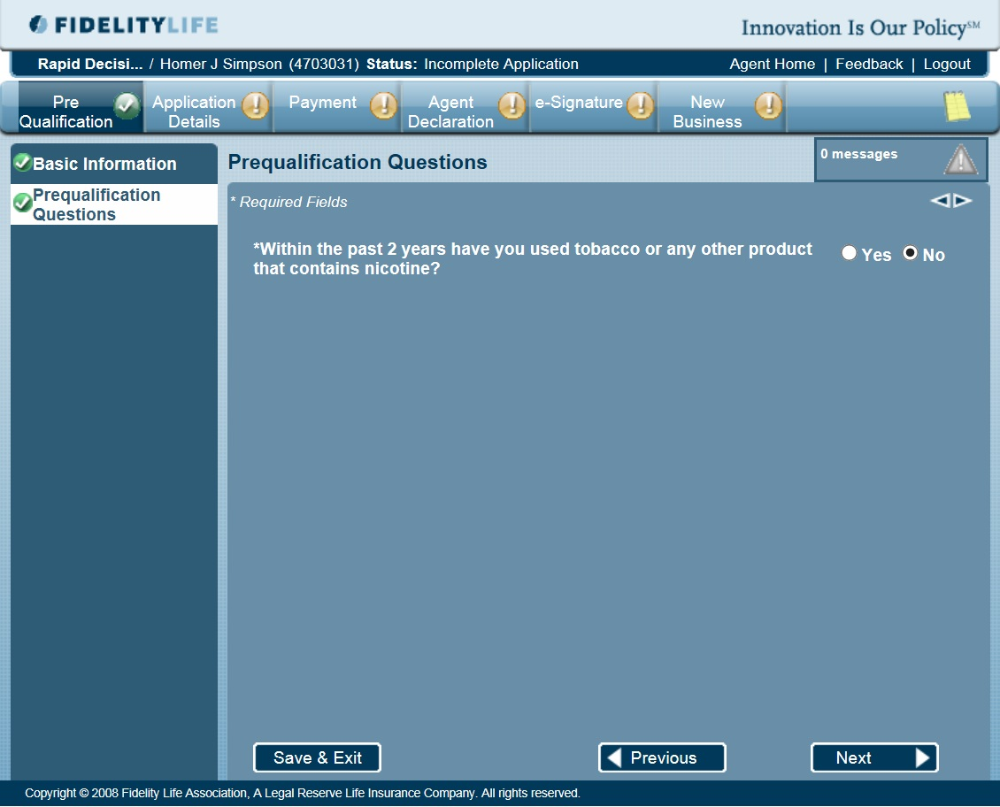 FIDELITYLIFE
Innovation Is Our Policy℠
Rapid Decisi... / Homer J Simpson (4703031) Status: Incomplete Application
Agent Home | Feedback | Logout
Pre
Qualification
Application
Details
Payment
Agent
Declaration
e-Signature
New
Business
Basic Information
Prequalification
Questions
Prequalification Questions
0 messages
* Required Fields
*Within the past 2 years have you used tobacco or any other product
that contains nicotine?
Yes No
Save & Exit
Previous
Next
Copyright © 2008 Fidelity Life Association, A Legal Reserve Life Insurance Company. All rights reserved.